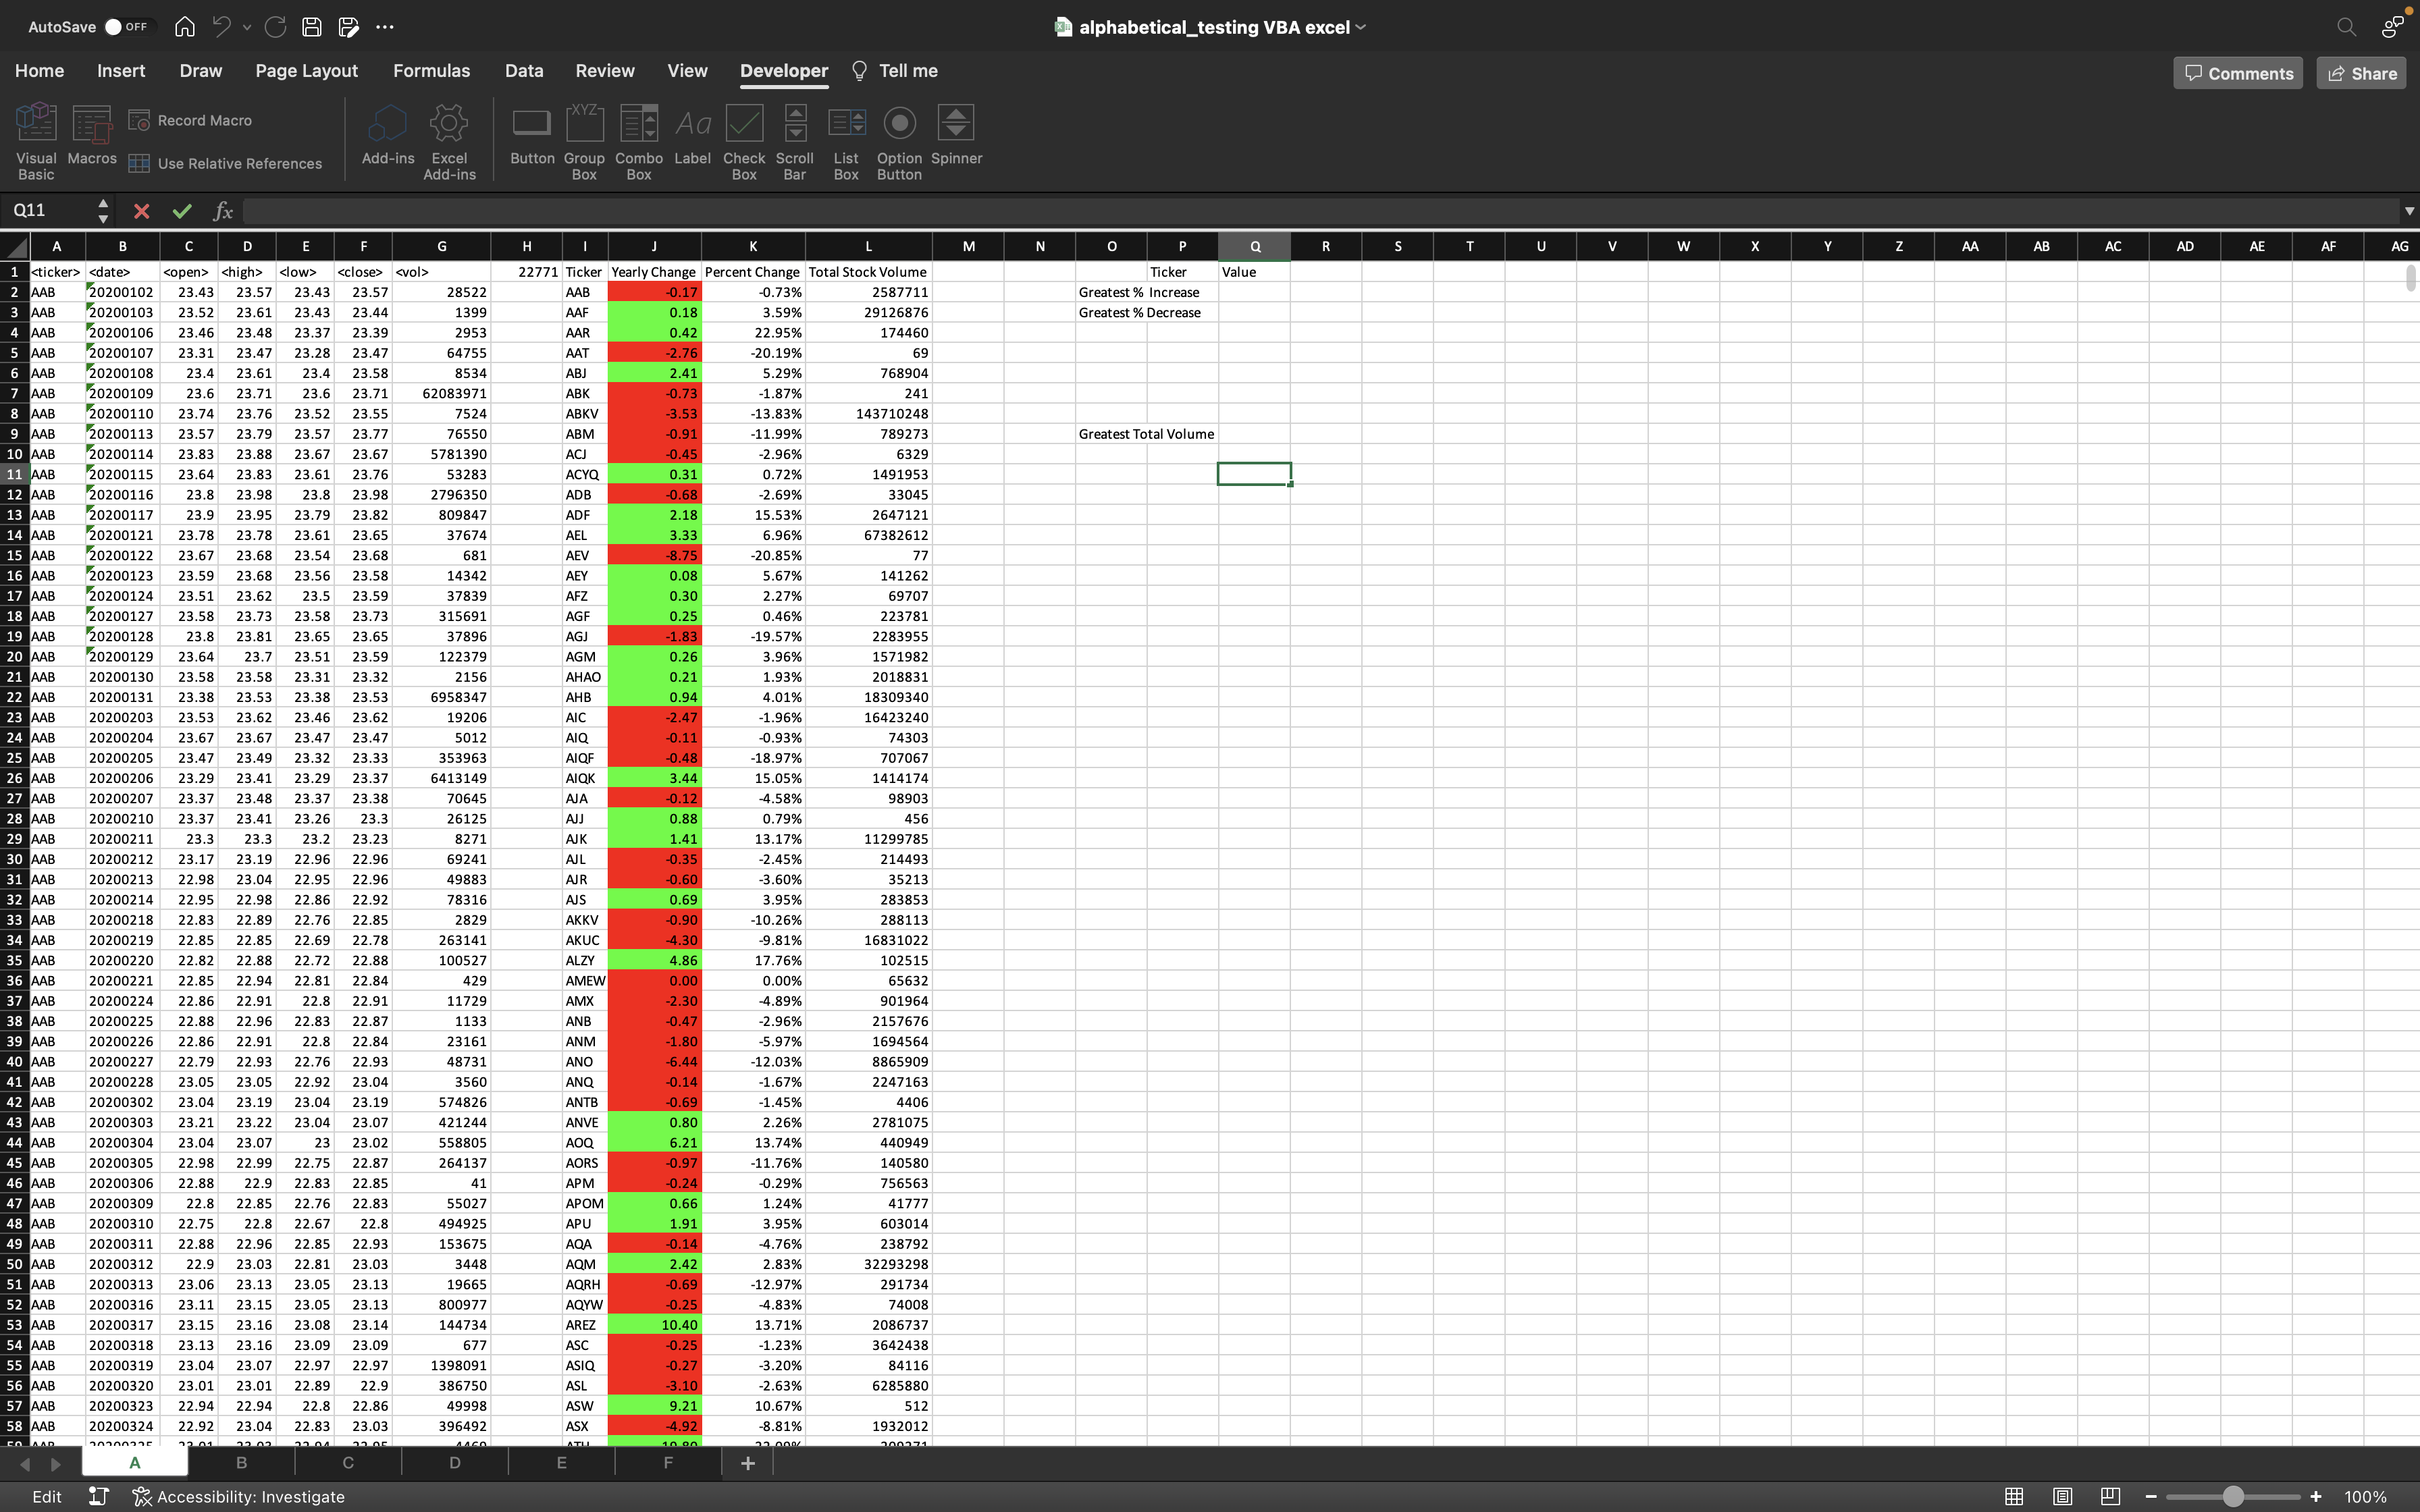 AutoSave OFF alphabetical_testing VBA excel
Home Insert Draw Page Layout Formulas Data Review View Developer Tell me Comments Share
Visual Basic Macros Record Macro Use Relative References Add-ins Excel Add-ins Button XYZ Group Box Combo Box Aa Label Check Box Scroll Bar List Box Option Button Spinner
Q11 fx
A B C D E F G H I J K L M N O P Q R S T U V W X Y Z AA AB AC AD AE AF AG
1 <ticker> <date> <open> <high> <low> <close> <vol> 22771 Ticker Yearly Change Percent Change Total Stock Volume Ticker Value
2 AAB 20200102 23.43 23.57 23.43 23.57 28522 AAB -0.17 -0.73% 2587711 Greatest % Increase
3 AAB 20200103 23.52 23.61 23.43 23.44 1399 AAF 0.18 3.59% 29126876 Greatest % Decrease
4 AAB 20200106 23.46 23.48 23.37 23.39 2953 AAR 0.42 22.95% 174460
5 AAB 20200107 23.31 23.47 23.28 23.47 64755 AAT -2.76 -20.19% 69
6 AAB 20200108 23.4 23.61 23.4 23.58 8534 ABJ 2.41 5.29% 768904
7 AAB 20200109 23.6 23.71 23.6 23.71 62083971 ABK -0.73 -1.87% 241
8 AAB 20200110 23.74 23.76 23.52 23.55 7524 ABKV -3.53 -13.83% 143710248
9 AAB 20200113 23.57 23.79 23.57 23.77 76550 ABM -0.91 -11.99% 789273 Greatest Total Volume
10 AAB 20200114 23.83 23.88 23.67 23.67 5781390 ACJ -0.45 -2.96% 6329
11 AAB 20200115 23.64 23.83 23.61 23.76 53283 ACYQ 0.31 0.72% 1491953
12 AAB 20200116 23.8 23.98 23.8 23.98 2796350 ADB -0.68 -2.69% 33045
13 AAB 20200117 23.9 23.95 23.79 23.82 809847 ADF 2.18 15.53% 2647121
14 AAB 20200121 23.78 23.78 23.61 23.65 37674 AEL 3.33 6.96% 67382612
15 AAB 20200122 23.67 23.68 23.54 23.68 681 AEV -8.75 -20.85% 77
16 AAB 20200123 23.59 23.68 23.56 23.58 14342 AEY 0.08 5.67% 141262
17 AAB 20200124 23.51 23.62 23.5 23.59 37839 AFZ 0.30 2.27% 69707
18 AAB 20200127 23.58 23.73 23.58 23.73 315691 AGF 0.25 0.46% 223781
19 AAB 20200128 23.8 23.81 23.65 23.65 37896 AGJ -1.83 -19.57% 2283955
20 AAB 20200129 23.64 23.7 23.51 23.59 122379 AGM 0.26 3.96% 1571982
21 AAB 20200130 23.58 23.58 23.31 23.32 2156 AHAO 0.21 1.93% 2018831
22 AAB 20200131 23.38 23.53 23.38 23.53 6958347 AHB 0.94 4.01% 18309340
23 AAB 20200203 23.53 23.62 23.46 23.62 19206 AIC -2.47 -1.96% 16423240
24 AAB 20200204 23.67 23.67 23.47 23.47 5012 AIQ -0.11 -0.93% 74303
25 AAB 20200205 23.47 23.49 23.32 23.33 353963 AIQF -0.48 -18.97% 707067
26 AAB 20200206 23.29 23.41 23.29 23.37 6413149 AIQK 3.44 15.05% 1414174
27 AAB 20200207 23.37 23.48 23.37 23.38 70645 AJA -0.12 -4.58% 98903
28 AAB 20200210 23.37 23.41 23.26 23.3 26125 AJJ 0.88 0.79% 456
29 AAB 20200211 23.3 23.3 23.2 23.23 8271 AJK 1.41 13.17% 11299785
30 AAB 20200212 23.17 23.19 22.96 22.96 69241 AJL -0.35 -2.45% 214493
31 AAB 20200213 22.98 23.04 22.95 22.96 49883 AJR -0.60 -3.60% 35213
32 AAB 20200214 22.95 22.98 22.86 22.92 78316 AJS 0.69 3.95% 283853
33 AAB 20200218 22.83 22.89 22.76 22.85 2829 AKKV -0.90 -10.26% 288113
34 AAB 20200219 22.85 22.85 22.69 22.78 263141 AKUC -4.30 -9.81% 16831022
35 AAB 20200220 22.82 22.88 22.72 22.88 100527 ALZY 4.86 17.76% 102515
36 AAB 20200221 22.85 22.94 22.81 22.84 429 AMEW 0.00 0.00% 65632
37 AAB 20200224 22.86 22.91 22.8 22.91 11729 AMX -2.30 -4.89% 901964
38 AAB 20200225 22.88 22.96 22.83 22.87 1133 ANB -0.47 -2.96% 2157676
39 AAB 20200226 22.86 22.91 22.8 22.84 23161 ANM -1.80 -5.97% 1694564
40 AAB 20200227 22.79 22.93 22.76 22.93 48731 ANO -6.44 -12.03% 8865909
41 AAB 20200228 23.05 23.05 22.92 23.04 3560 ANQ -0.14 -1.67% 2247163
42 AAB 20200302 23.04 23.19 23.04 23.19 574826 ANTB -0.69 -1.45% 4406
43 AAB 20200303 23.21 23.22 23.04 23.07 421244 ANVE 0.80 2.26% 2781075
44 AAB 20200304 23.04 23.07 23 23.02 558805 AOQ 6.21 13.74% 440949
45 AAB 20200305 22.98 22.99 22.75 22.87 264137 AORS -0.97 -11.76% 140580
46 AAB 20200306 22.88 22.9 22.83 22.85 41 APM -0.24 -0.29% 756563
47 AAB 20200309 22.8 22.85 22.76 22.83 55027 APOM 0.66 1.24% 41777
48 AAB 20200310 22.75 22.8 22.67 22.8 494925 APU 1.91 3.95% 603014
49 AAB 20200311 22.88 22.96 22.85 22.93 153675 AQA -0.14 -4.76% 238792
50 AAB 20200312 22.9 23.03 22.81 23.03 3448 AQM 2.42 2.83% 32293298
51 AAB 20200313 23.06 23.13 23.05 23.13 19665 AQRH -0.69 -12.97% 291734
52 AAB 20200316 23.11 23.15 23.05 23.13 800977 AQYW -0.25 -4.83% 74008
53 AAB 20200317 23.15 23.16 23.08 23.14 144734 AREZ 10.40 13.71% 2086737
54 AAB 20200318 23.13 23.16 23.09 23.09 677 ASC -0.25 -1.23% 3642438
55 AAB 20200319 23.04 23.07 22.97 22.97 1398091 ASIQ -0.27 -3.20% 84116
56 AAB 20200320 23.01 23.01 22.89 22.9 386750 ASL -3.10 -2.63% 6285880
57 AAB 20200323 22.94 22.94 22.8 22.86 49998 ASW 9.21 10.67% 512
58 AAB 20200324 22.92 23.04 22.83 23.03 396492 ASX -4.92 -8.81% 1932012
A B C D E F
Edit Accessibility: Investigate 100%